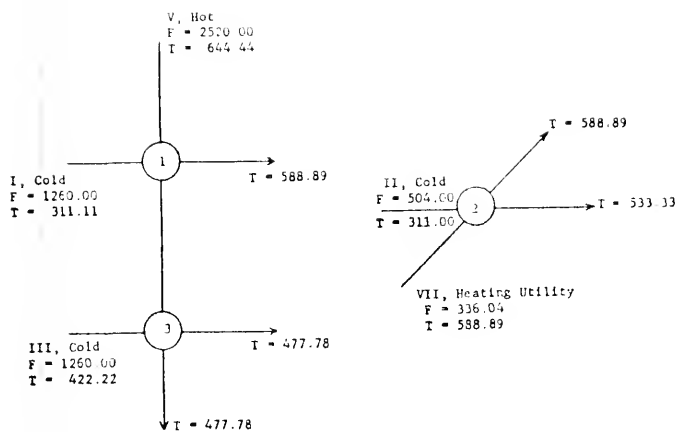 V, Hot
F = 2520.00
T = 644.44
1
T = 588.89
I, Cold
F = 1260.00
T = 311.11
T = 588.89
II, Cold
F = 504.00
T = 311.00
2
T = 533.33
VII, Heating Utility
F = 336.04
T = 588.89
3
T = 477.78
III, Cold
F = 1260.00
T = 422.22
T = 477.78